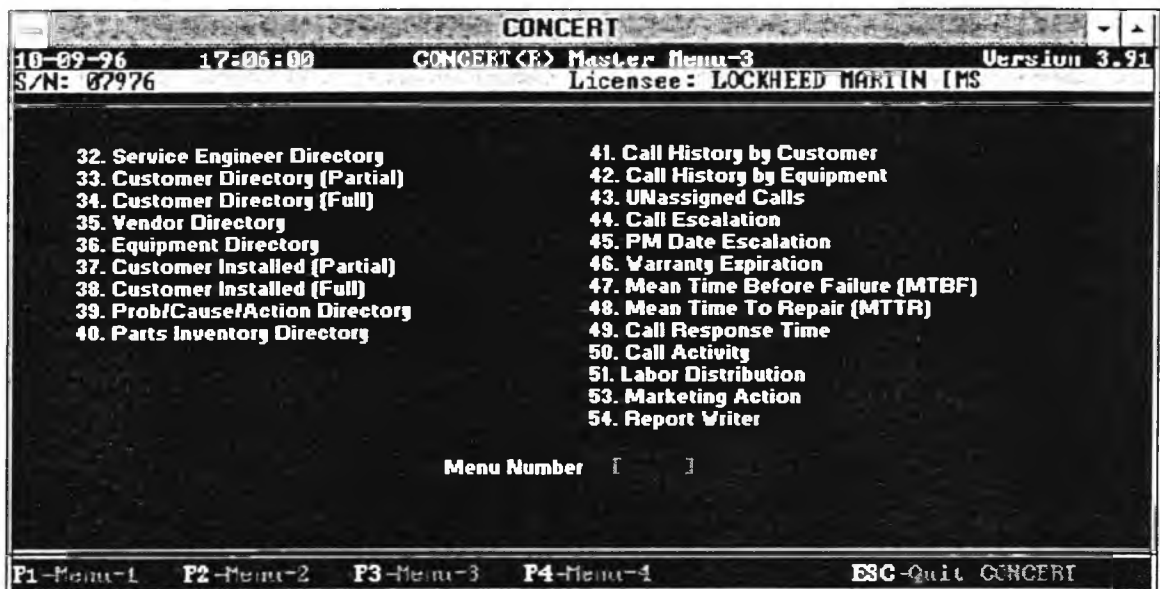 CONCERT
10-09-96 17:06:00 CONCERT(R) Master Menu-3 Version 3.91
S/N: 07976 Licensee: LOCKHEED MARTIN IMS
32. Service Engineer Directory
33. Customer Directory (Partial)
34. Customer Directory (Full)
35. Vendor Directory
36. Equipment Directory
37. Customer Installed (Partial)
38. Customer Installed (Full)
39. Prob/Cause/Action Directory
40. Parts Inventory Directory
41. Call History by Customer
42. Call History by Equipment
43. UNassigned Calls
44. Call Escalation
45. PM Date Escalation
46. Warranty Expiration
47. Mean Time Before Failure (MTBF)
48. Mean Time To Repair (MTTR)
49. Call Response Time
50. Call Activity
51. Labor Distribution
53. Marketing Action
54. Report Writer
Menu Number [ ]
F1-Menu-1 F2-Menu-2 F3-Menu-3 F4-Menu-4 ESC-Quit CONCERT